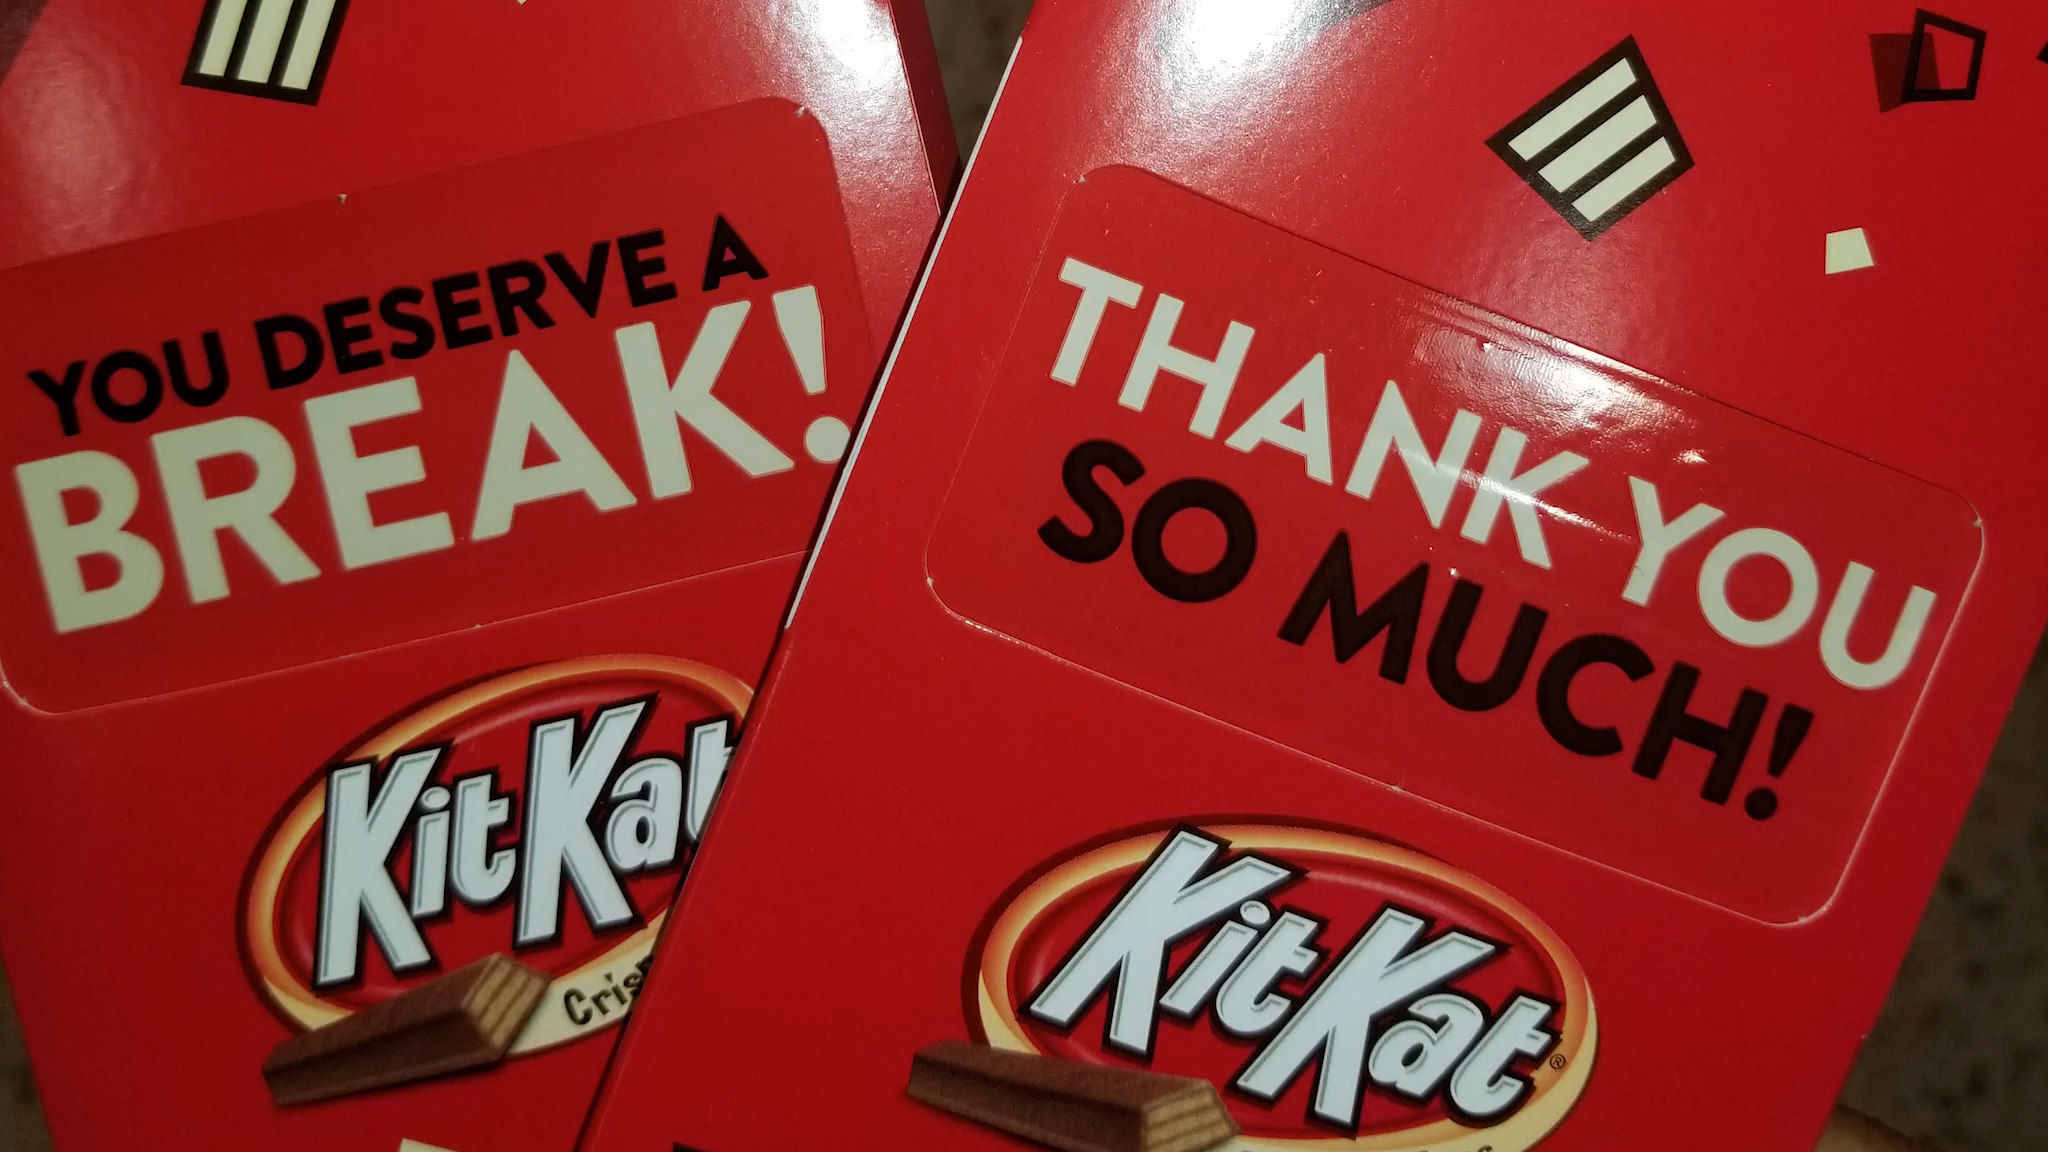 YOU DESERVE A
BREAK!
KitKat
THANK YOU
SO MUCH!
KitKat®